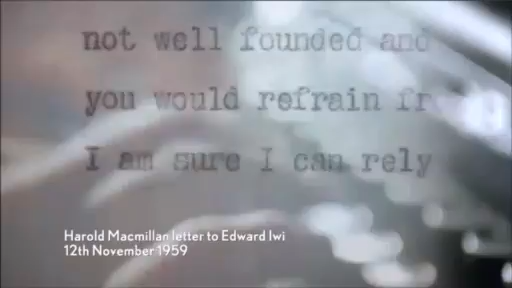 not well founded and
you would refrain fr
I am sure I can rely
Harold Macmillan letter to Edward Iwi
12th November 1959